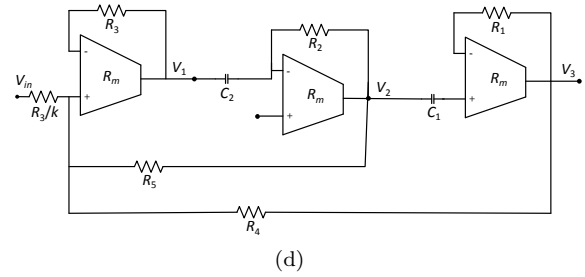 R3
-
Rm
+
Vin
R3/k
V1
C2
R2
-
Rm
+
V2
C1
R1
-
Rm
+
V3
R5
R4
(d)